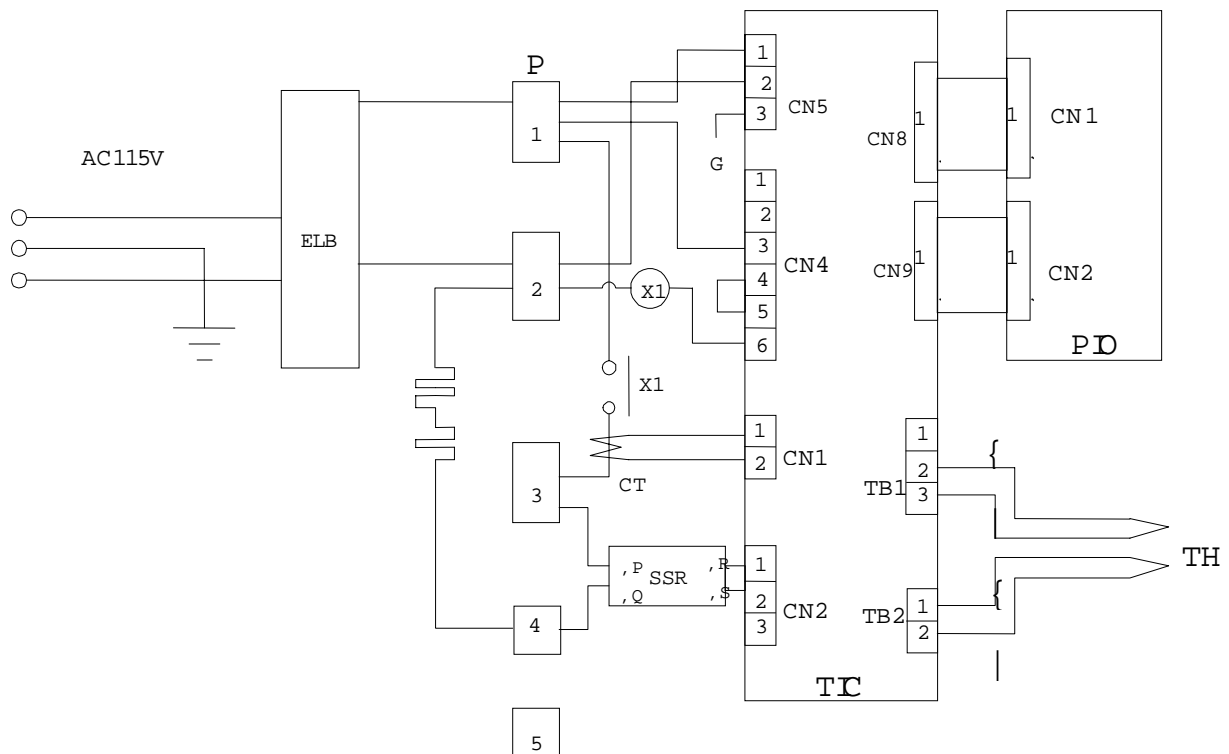 P
1
AC115V
ELB
2
X1
X1
CT
3
,P SSR ,R
,Q ,S
4
5
1
2
3 CN5
G
1
2
3
4 CN4
5
6
1
2 CN1
1
2 CN2
3
TIC
CN8 1
CN9 1
1 CN1
1 CN2
PIO
1
2 {
TB1 3
|
TH
TB2 1 {
2
|